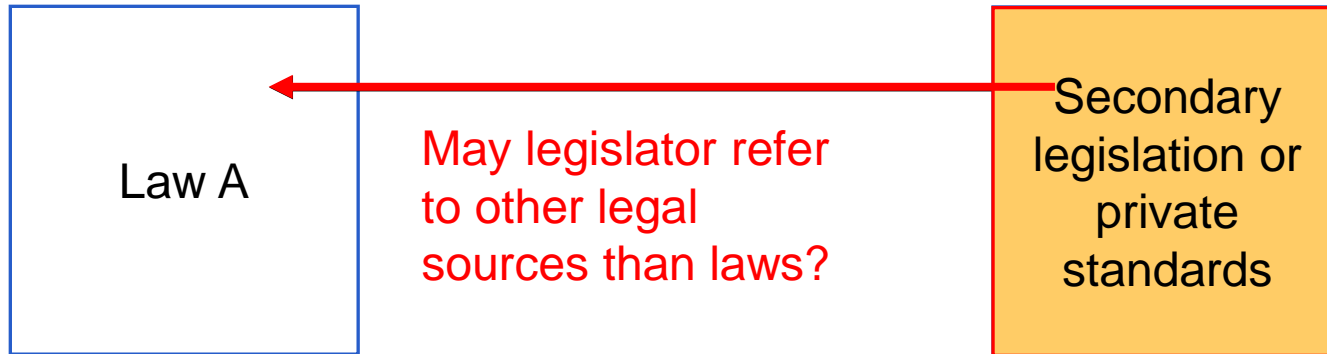 Law A
May legislator refer
to other legal
sources than laws?
Secondary
legislation or
private
standards